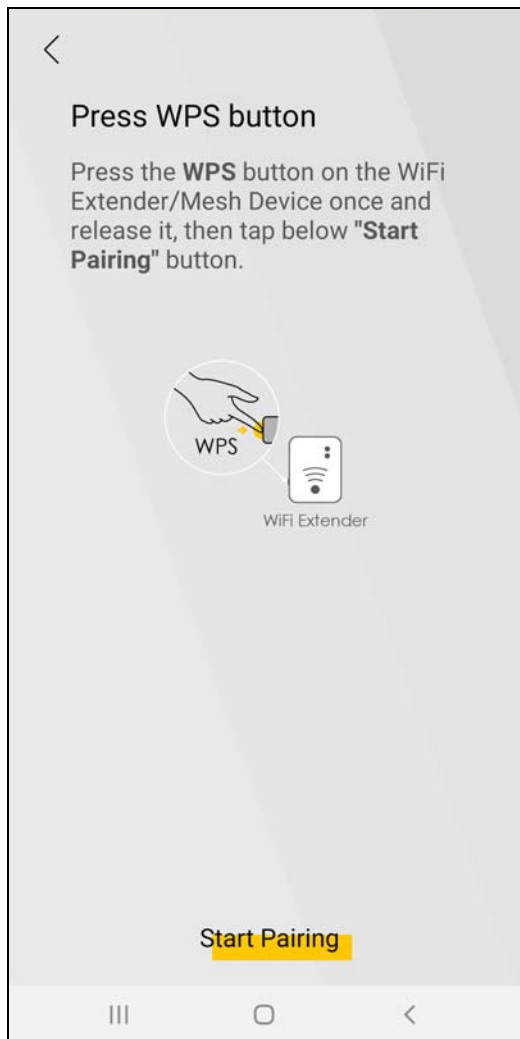 Press WPS button
Press the WPS button on the WiFi
Extender/Mesh Device once and
release it, then tap below "Start
Pairing" button.
WPS
WiFi Extender
Start Pairing